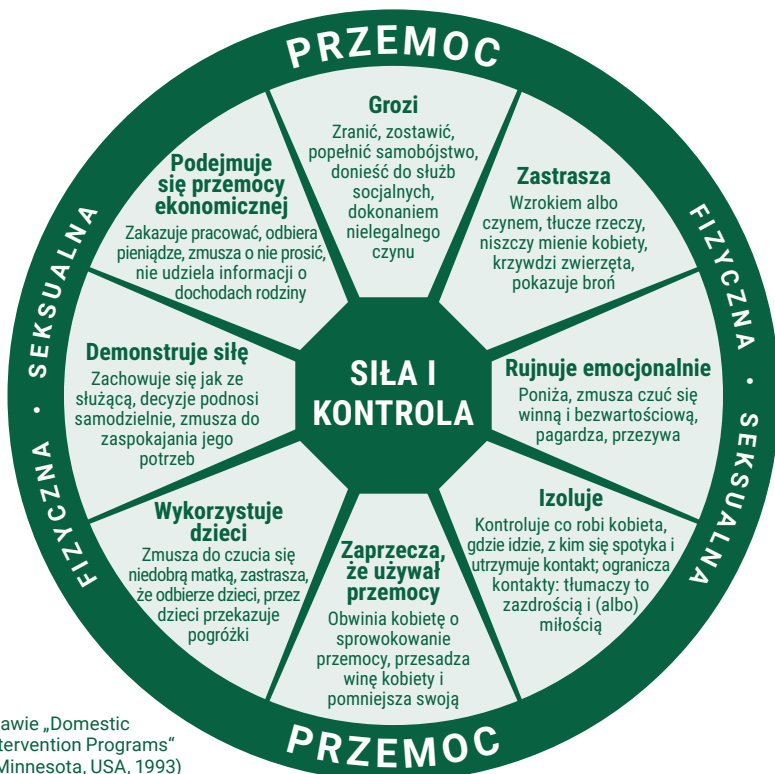 PRZEMOC
Grozi
Zranić, zostawić,
popełnić samobójstwo,
donieść do służb
socjalnych,
dokonaniem
nielegalnego
czynu
Zastrasza
Wzrokiem albo
czynem, tłucze rzeczy,
niszczy mienie kobiety,
krzywdzi zwierzęta,
pokazuje broń
FIZYCZNA • SEKSUALNA
Rujnuje emocjonalnie
Poniża, zmusza czuć się
winną i bezwartościową,
pagardza, przezywa
Izoluje
Kontroluje co robi kobieta,
gdzie idzie, z kim się spotyka i
utrzymuje kontakt; ogranicza
kontakty: tłumaczy to
zazdrością i (albo)
miłością
Zaprzecza,
że używał
przemocy
Obwinia kobietę o
sprowokowanie
przemocy, przesadza
winę kobiety i
pomniejsza swoją
Wykorzystuje
dzieci
Zmusza do czucia się
niedobrą matką, zastrasza,
że odbierze dzieci, przez
dzieci przekazuje
pogróżki
Demonstruje siłę
Zachowuje się jak ze
służącą, decyzje podnosi
samodzielnie, zmusza do
zaspokajania jego
potrzeb
Podejmuje
się przemocy
ekonomicznej
Zakazuje pracować, odbiera
pieniądze, zmusza o nie prosić,
nie udziela informacji o
dochodach rodziny
FIZYCZNA • SEKSUALNA
SIŁA I
KONTROLA
PRZEMOC
awie „Domestic
tervention Programs“
Minnesota, USA, 1993)